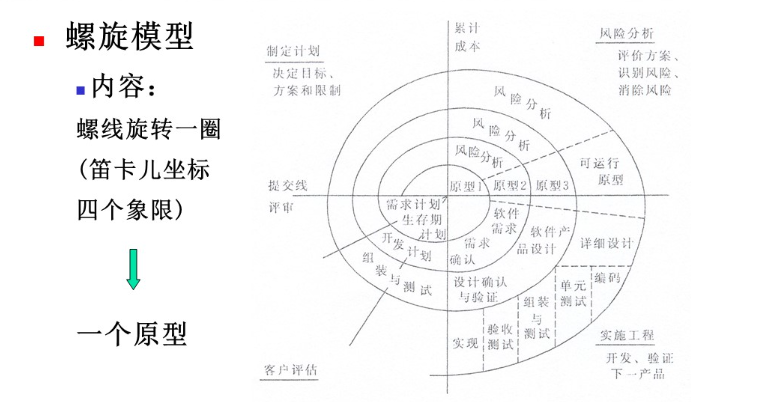 螺旋模型
内容：
螺线旋转一圈
(笛卡儿坐标
四个象限)
一个原型
累计
成本
制定计划
决定目标、
方案和限制
风险分析
评价方案、
识别风险、
消除风险
风险分析
风险分析
风险分析
可运行
原型
提交线
评审
原型1
原型2
原型3
需求计划
生存期
计划
开发计划
组装与测试
需求
确认
软件
需求
软件产
品设计
详细设计
设计确认
与验证
编码
单元
测试
组装
与
测试
验收
测试
实现
实施工程
开发、验证
下一产品
客户评估